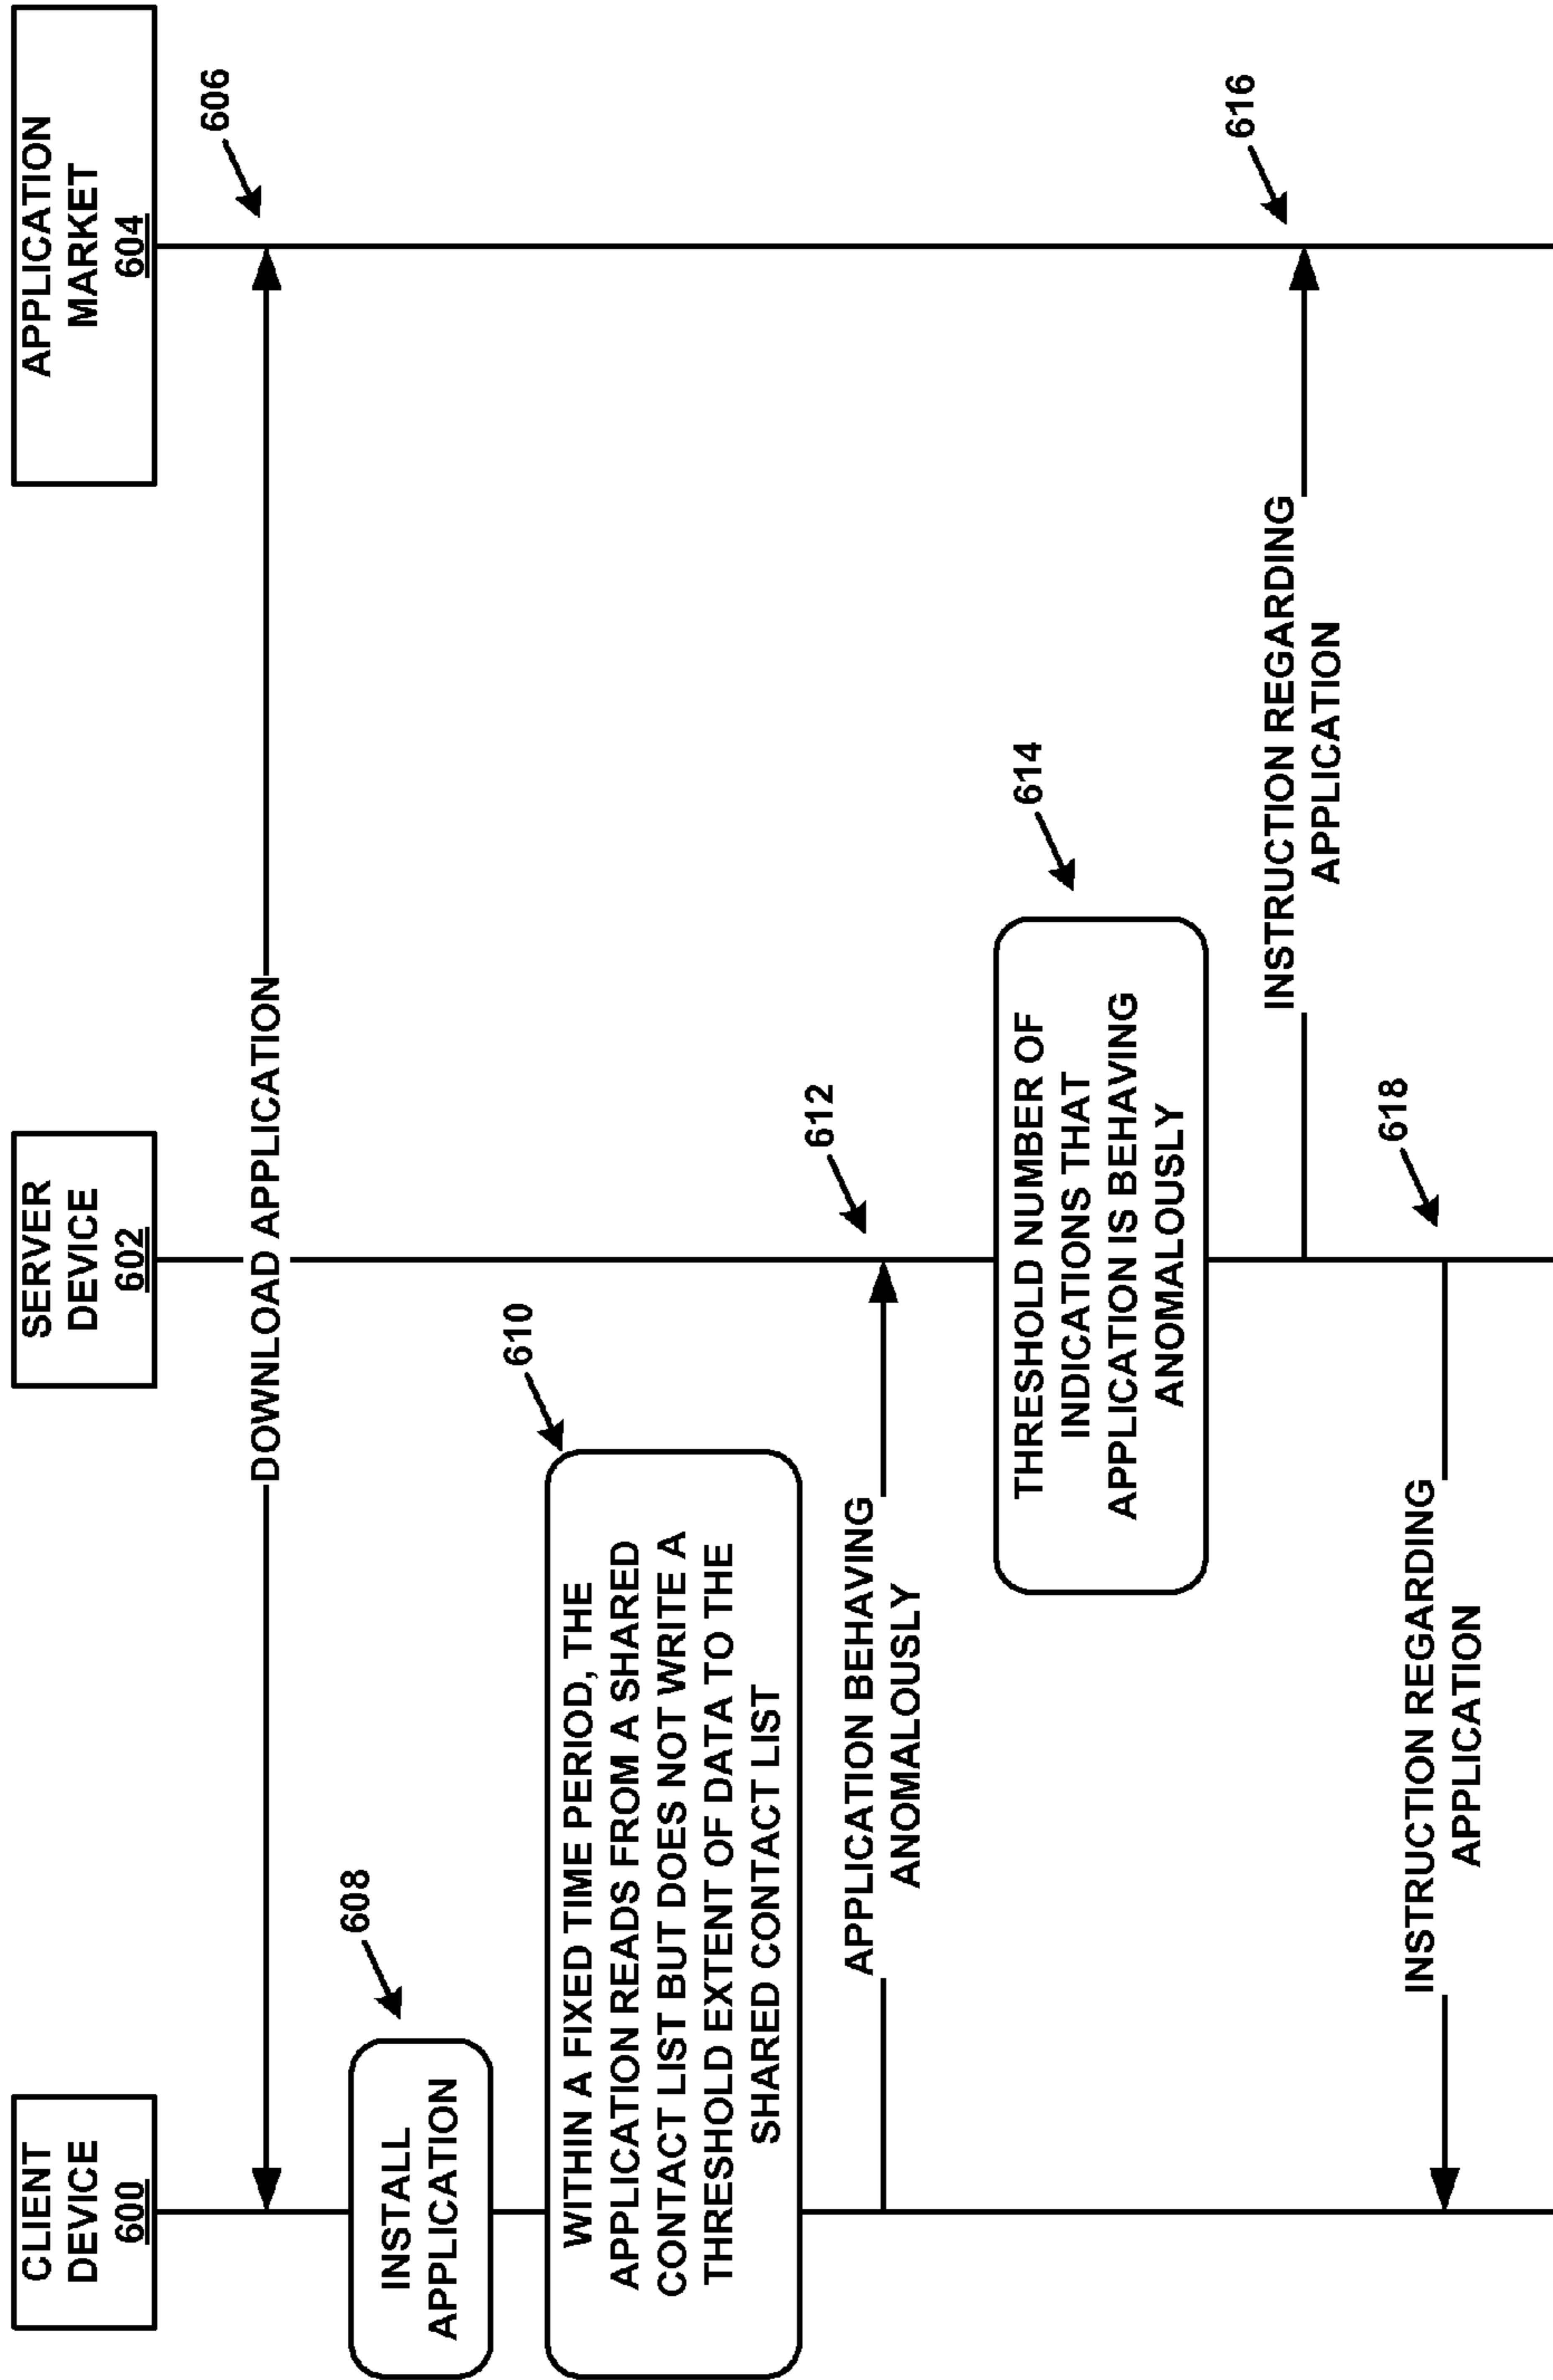 CLIENT
DEVICE
600
SERVER
DEVICE
602
APPLICATION
MARKET
604
DOWNLOAD APPLICATION
606
INSTALL
APPLICATION
608
WITHIN A FIXED TIME PERIOD, THE
APPLICATION READS FROM A SHARED
CONTACT LIST BUT DOES NOT WRITE A
THRESHOLD EXTENT OF DATA TO THE
SHARED CONTACT LIST
610
APPLICATION BEHAVING
ANOMALOUSLY
612
THRESHOLD NUMBER OF
INDICATIONS THAT
APPLICATION IS BEHAVING
ANOMALOUSLY
614
INSTRUCTION REGARDING
APPLICATION
616
INSTRUCTION REGARDING
APPLICATION
618